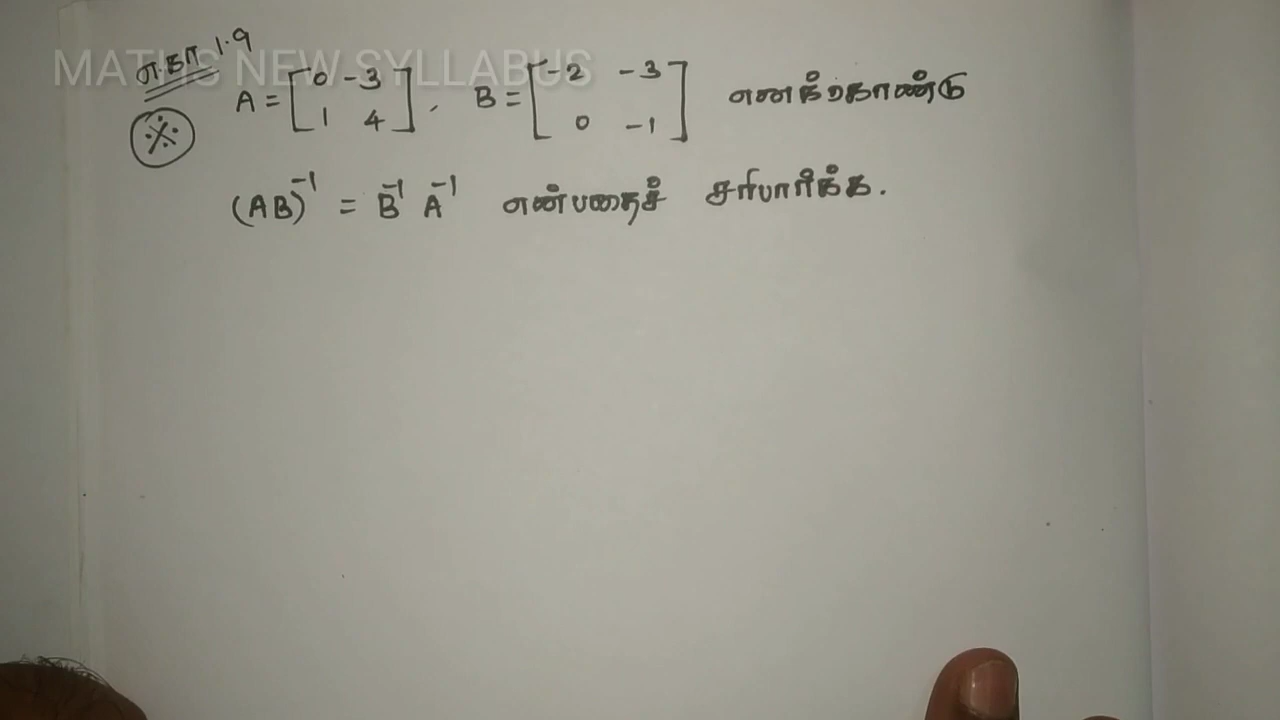 MATHS NEW SYLLABUS
எ.கா 1.9
A = [0 -3 1 4], B = [-2 -3 0 -1] எனக்கொண்டு
(AB)⁻¹ = B⁻¹ A⁻¹ என்பதைச் சரிபார்க்க.